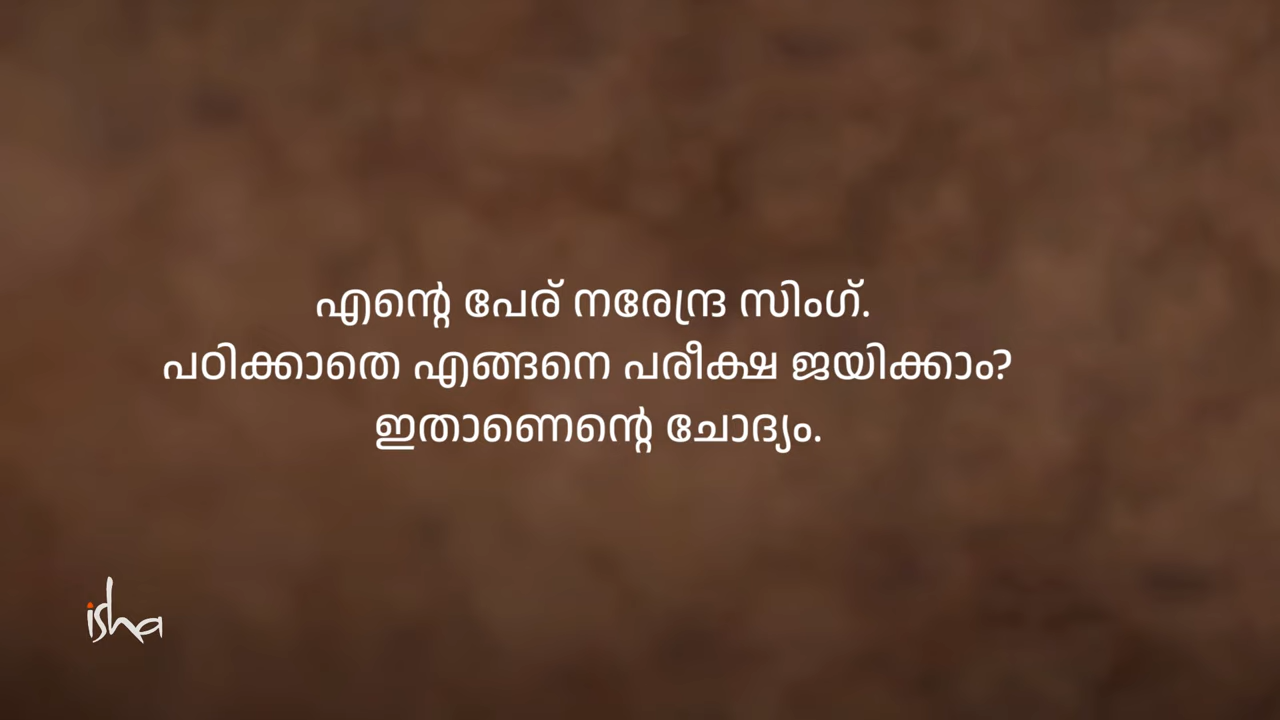 എന്റെ പേര് നരേന്ദ്ര സിംഗ്.
പഠിക്കാതെ എങ്ങനെ പരീക്ഷ ജയിക്കാം?
ഇതാണെന്റെ ചോദ്യം.
isha